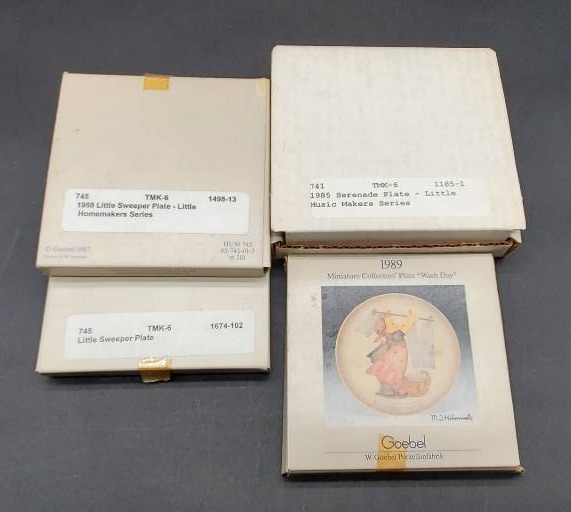 745 TMK-6 1498-13
1988 Little Sweeper Plate - Little
Homemakers Series
© Goebel 1987
HUM 745,
741 TMK-6 1185-1
1985 Serenade Plate - Little
Music Makers Series
745 TMK-6 1674-102
Little Sweeper Plate
1989
Miniature Collectors' Plate "Wash Day"
M.J.Hummel
Goebel
W. Goebel Porzellanfabrik